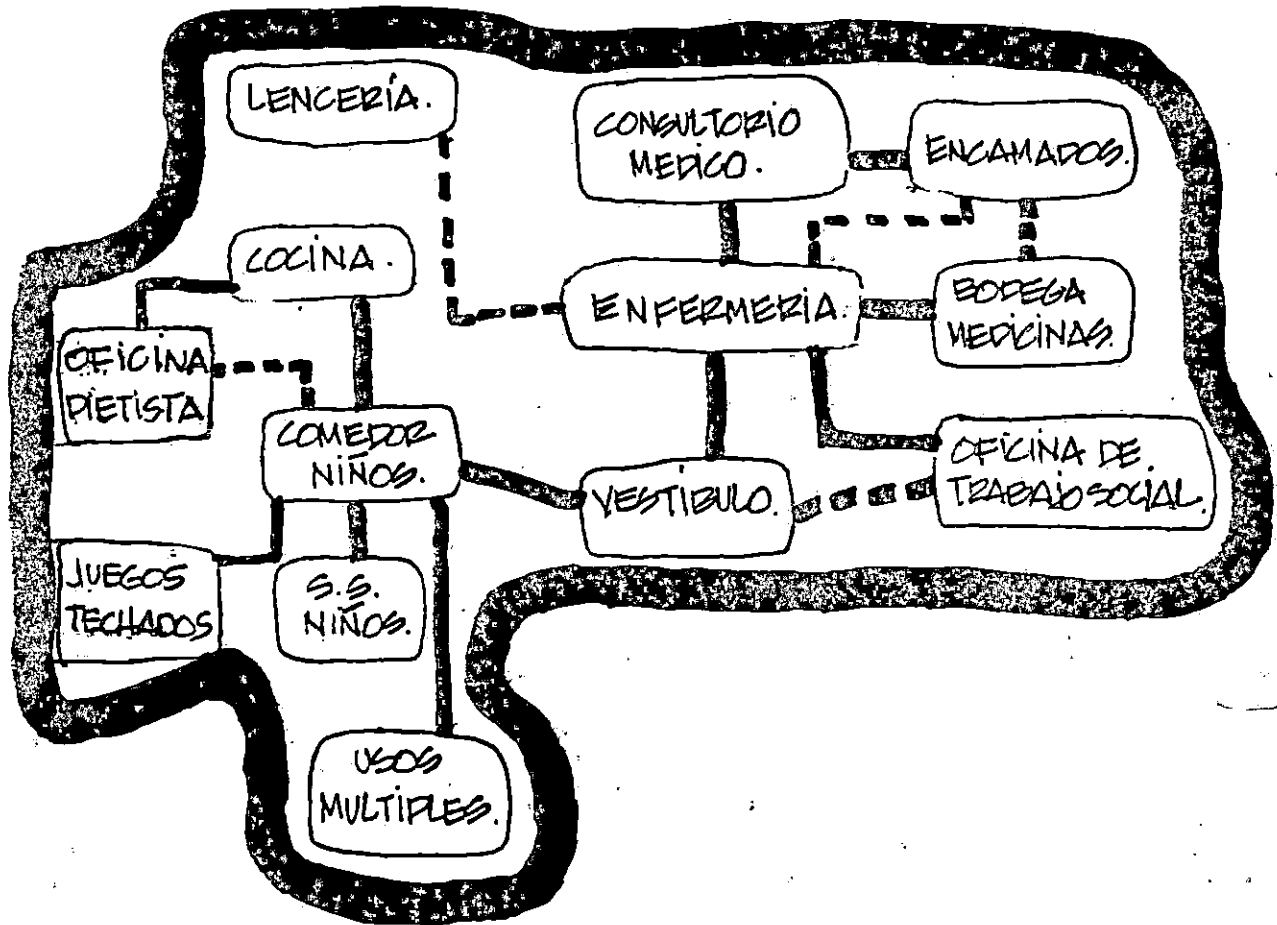 LENCERÍA.
CONSULTORIO
MEDICO.
ENCAMADOS.
COCINA.
ENFERMERIA.
BODEGA
MEDICINAS.
OFICINA
DIETISTA
COMEDOR
NIÑOS.
VESTIBULO.
OFICINA DE
TRABAJO SOCIAL.
JUEGOS
TECHADOS
S.S.
NIÑOS.
USOS
MULTIPLES.